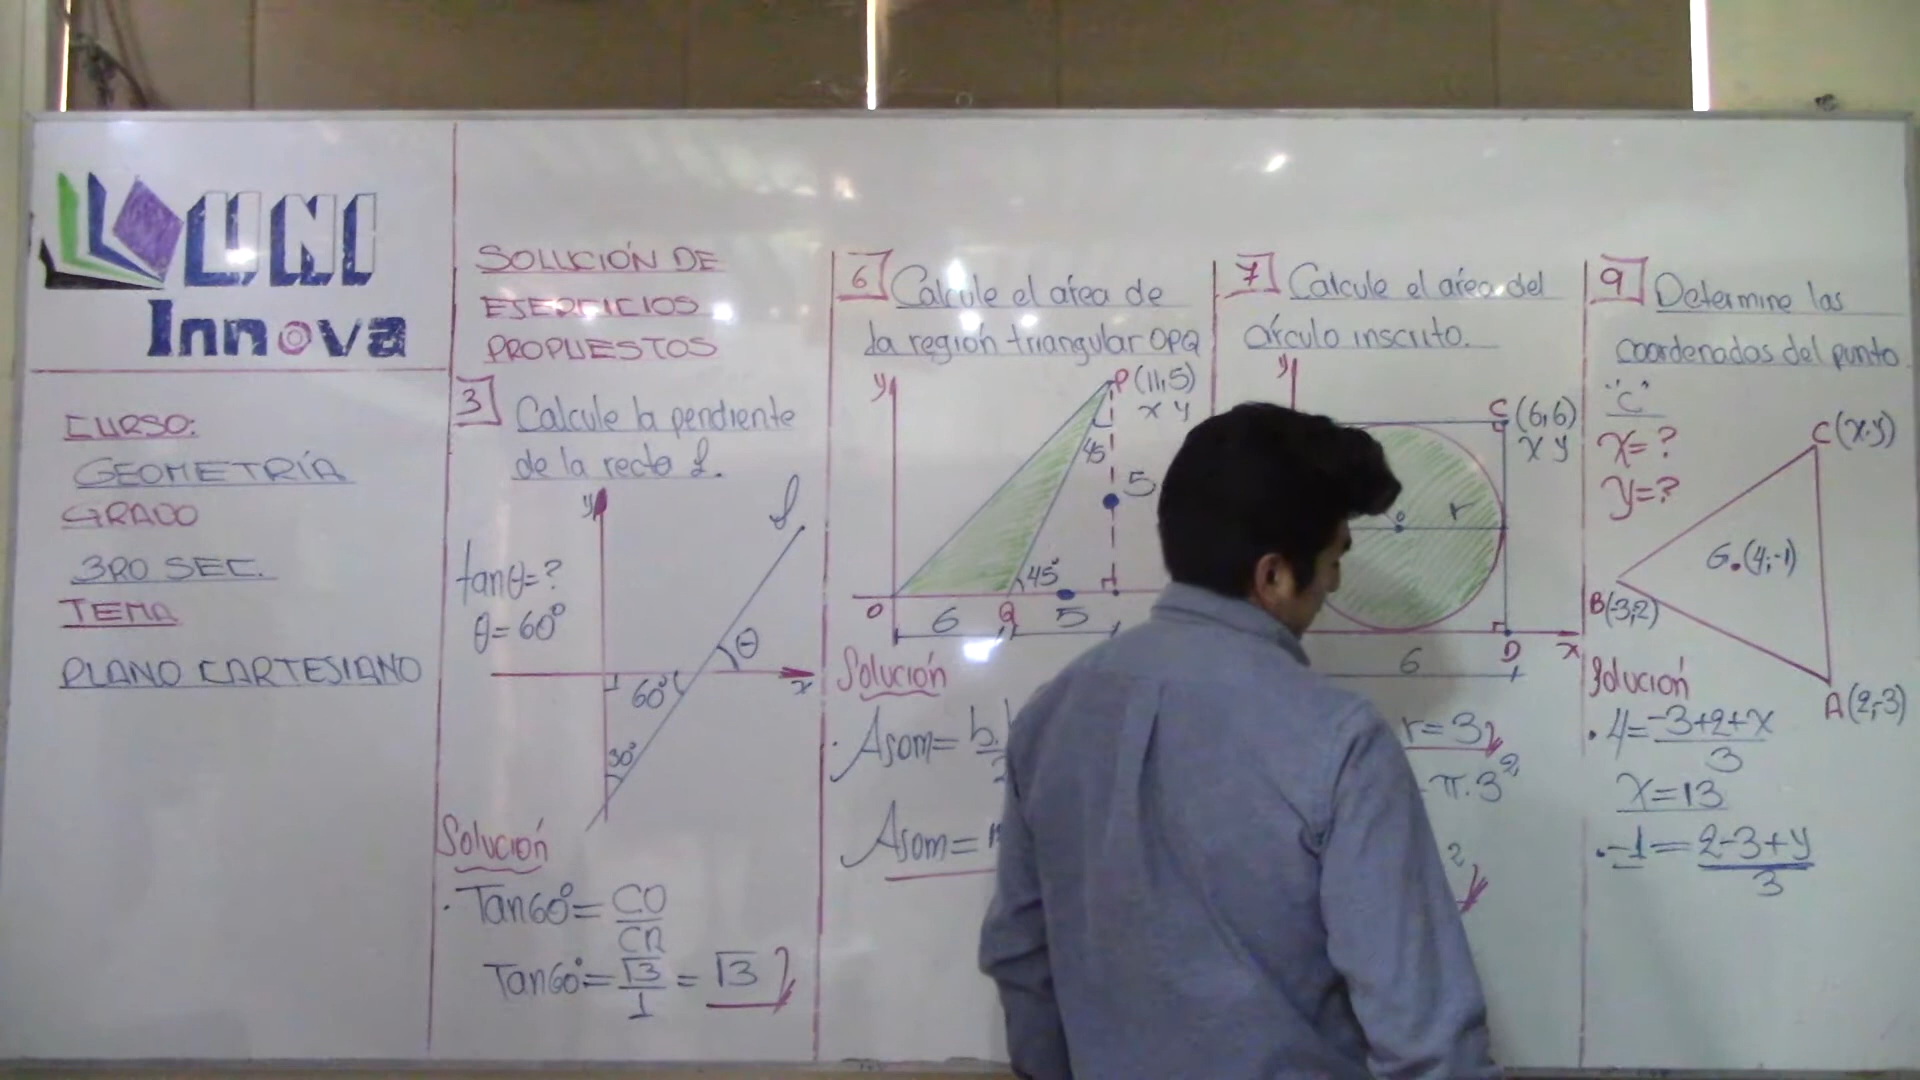 UNI
Innova
CURSO:
GEOMETRÍA
GRADO
3RO SEC.
TEMA
PLANO CARTESIANO
SOLUCIÓN DE
EJERCICIOS
PROPUESTOS
3 Calcule la pendiente
de la recta L.
y
L
tanθ=?
θ=60°
θ
60°
x
30°
Solución
. Tan60°= CO
CA
Tan60°= √3 = √3
1
6 Calcule el área de
la región triangular OPQ
y
P(11;5)
x y
45
5
45°
O
Q
6
5
Solución
. Asom= b.
Asom=
7 Calcule el área del
círculo inscrito.
y
C(6;6)
x y
r
6
D
x
r=3
π.3²
2
9 Determine las
coordenadas del punto
"C"
x=?
y=?
C(x;y)
G.(4;-1)
B(-3;2)
A(2;-3)
Solución
. 4=-3+2+x
3
x=13
.-1=2-3+y
3